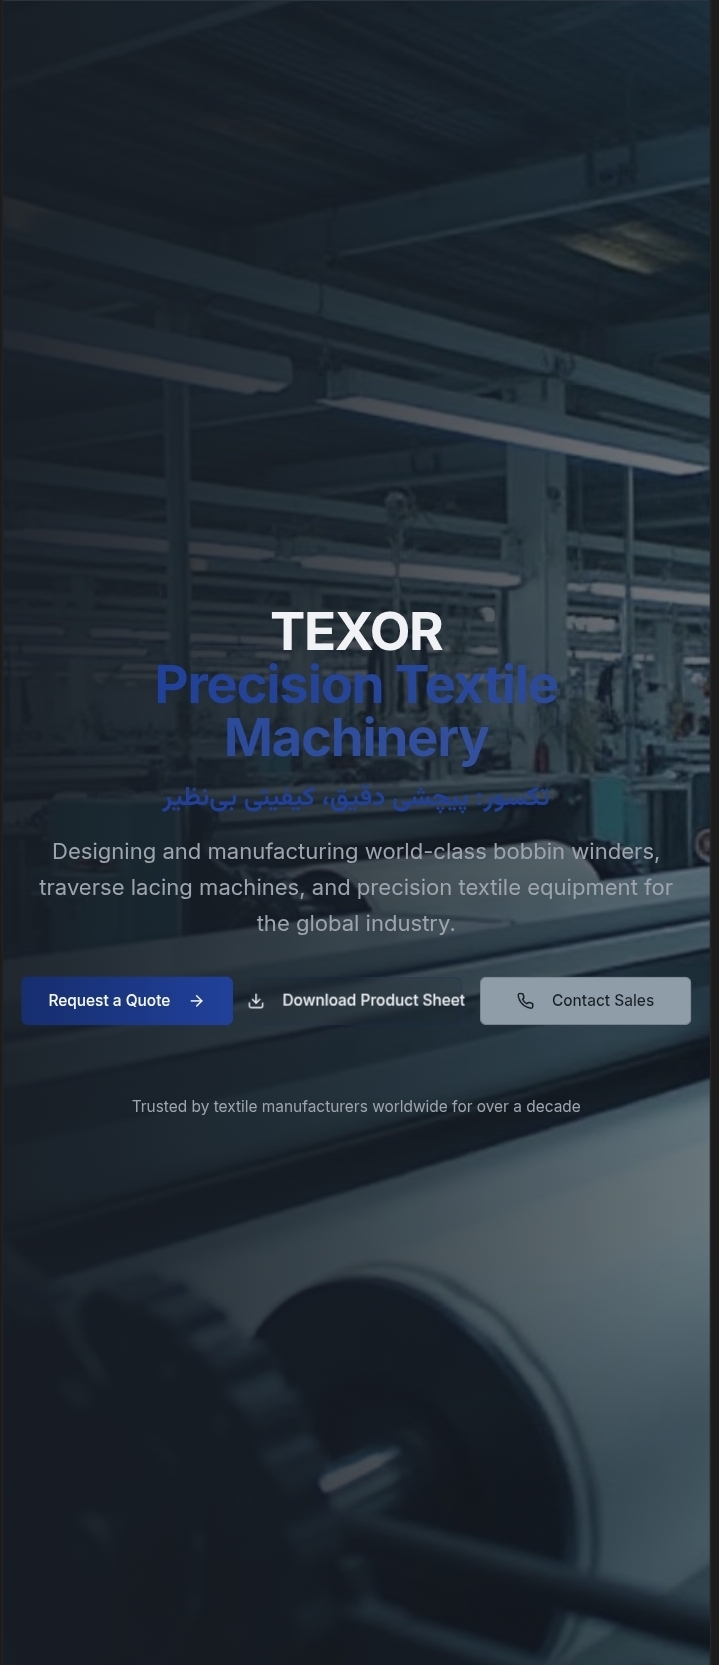 TEXOR
Precision Textile
Machinery
تکسور: پیچشی دقیق، کیفیتی بی‌نظیر
Designing and manufacturing world-class bobbin winders,
traverse lacing machines, and precision textile equipment for
the global industry.
Request a Quote
Download Product Sheet
Contact Sales
Trusted by textile manufacturers worldwide for over a decade